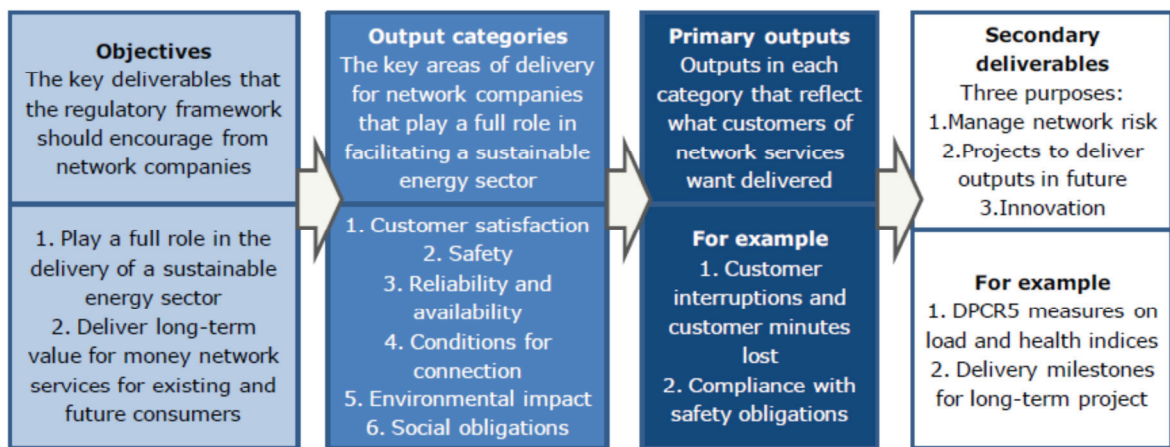 Objectives
The key deliverables that
the regulatory framework
should encourage from
network companies
1. Play a full role in the
delivery of a sustainable
energy sector
2. Deliver long-term
value for money network
services for existing and
future consumers
Output categories
The key areas of delivery
for network companies
that play a full role in
facilitating a sustainable
energy sector
1. Customer satisfaction
2. Safety
3. Reliability and
availability
4. Conditions for
connection
5. Environmental impact
6. Social obligations
Primary outputs
Outputs in each
category that reflect
what customers of
network services
want delivered
For example
1. Customer
interruptions and
customer minutes
lost
2. Compliance with
safety obligations
Secondary
deliverables
Three purposes:
1.Manage network risk
2.Projects to deliver
outputs in future
3.Innovation
For example
1. DPCR5 measures on
load and health indices
2. Delivery milestones
for long-term project